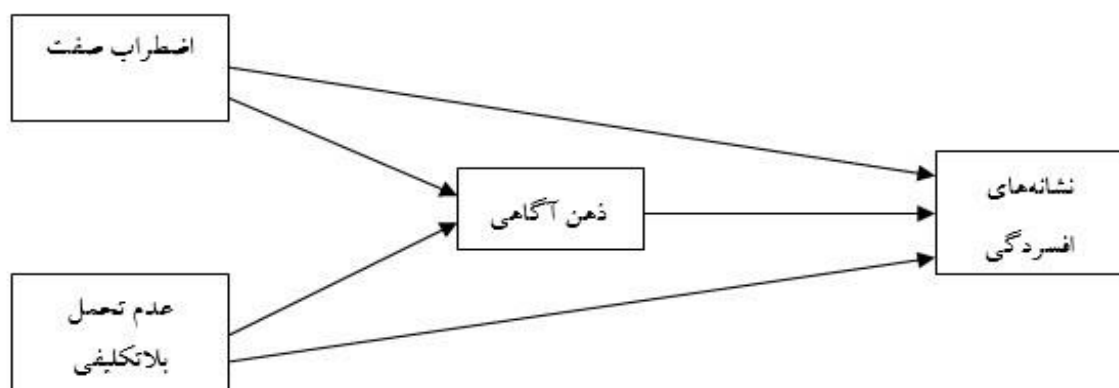 اضطراب صفت
ذهن آگاهی
نشانه‌های
افسردگی
عدم تحمل
بلاتکلیفی